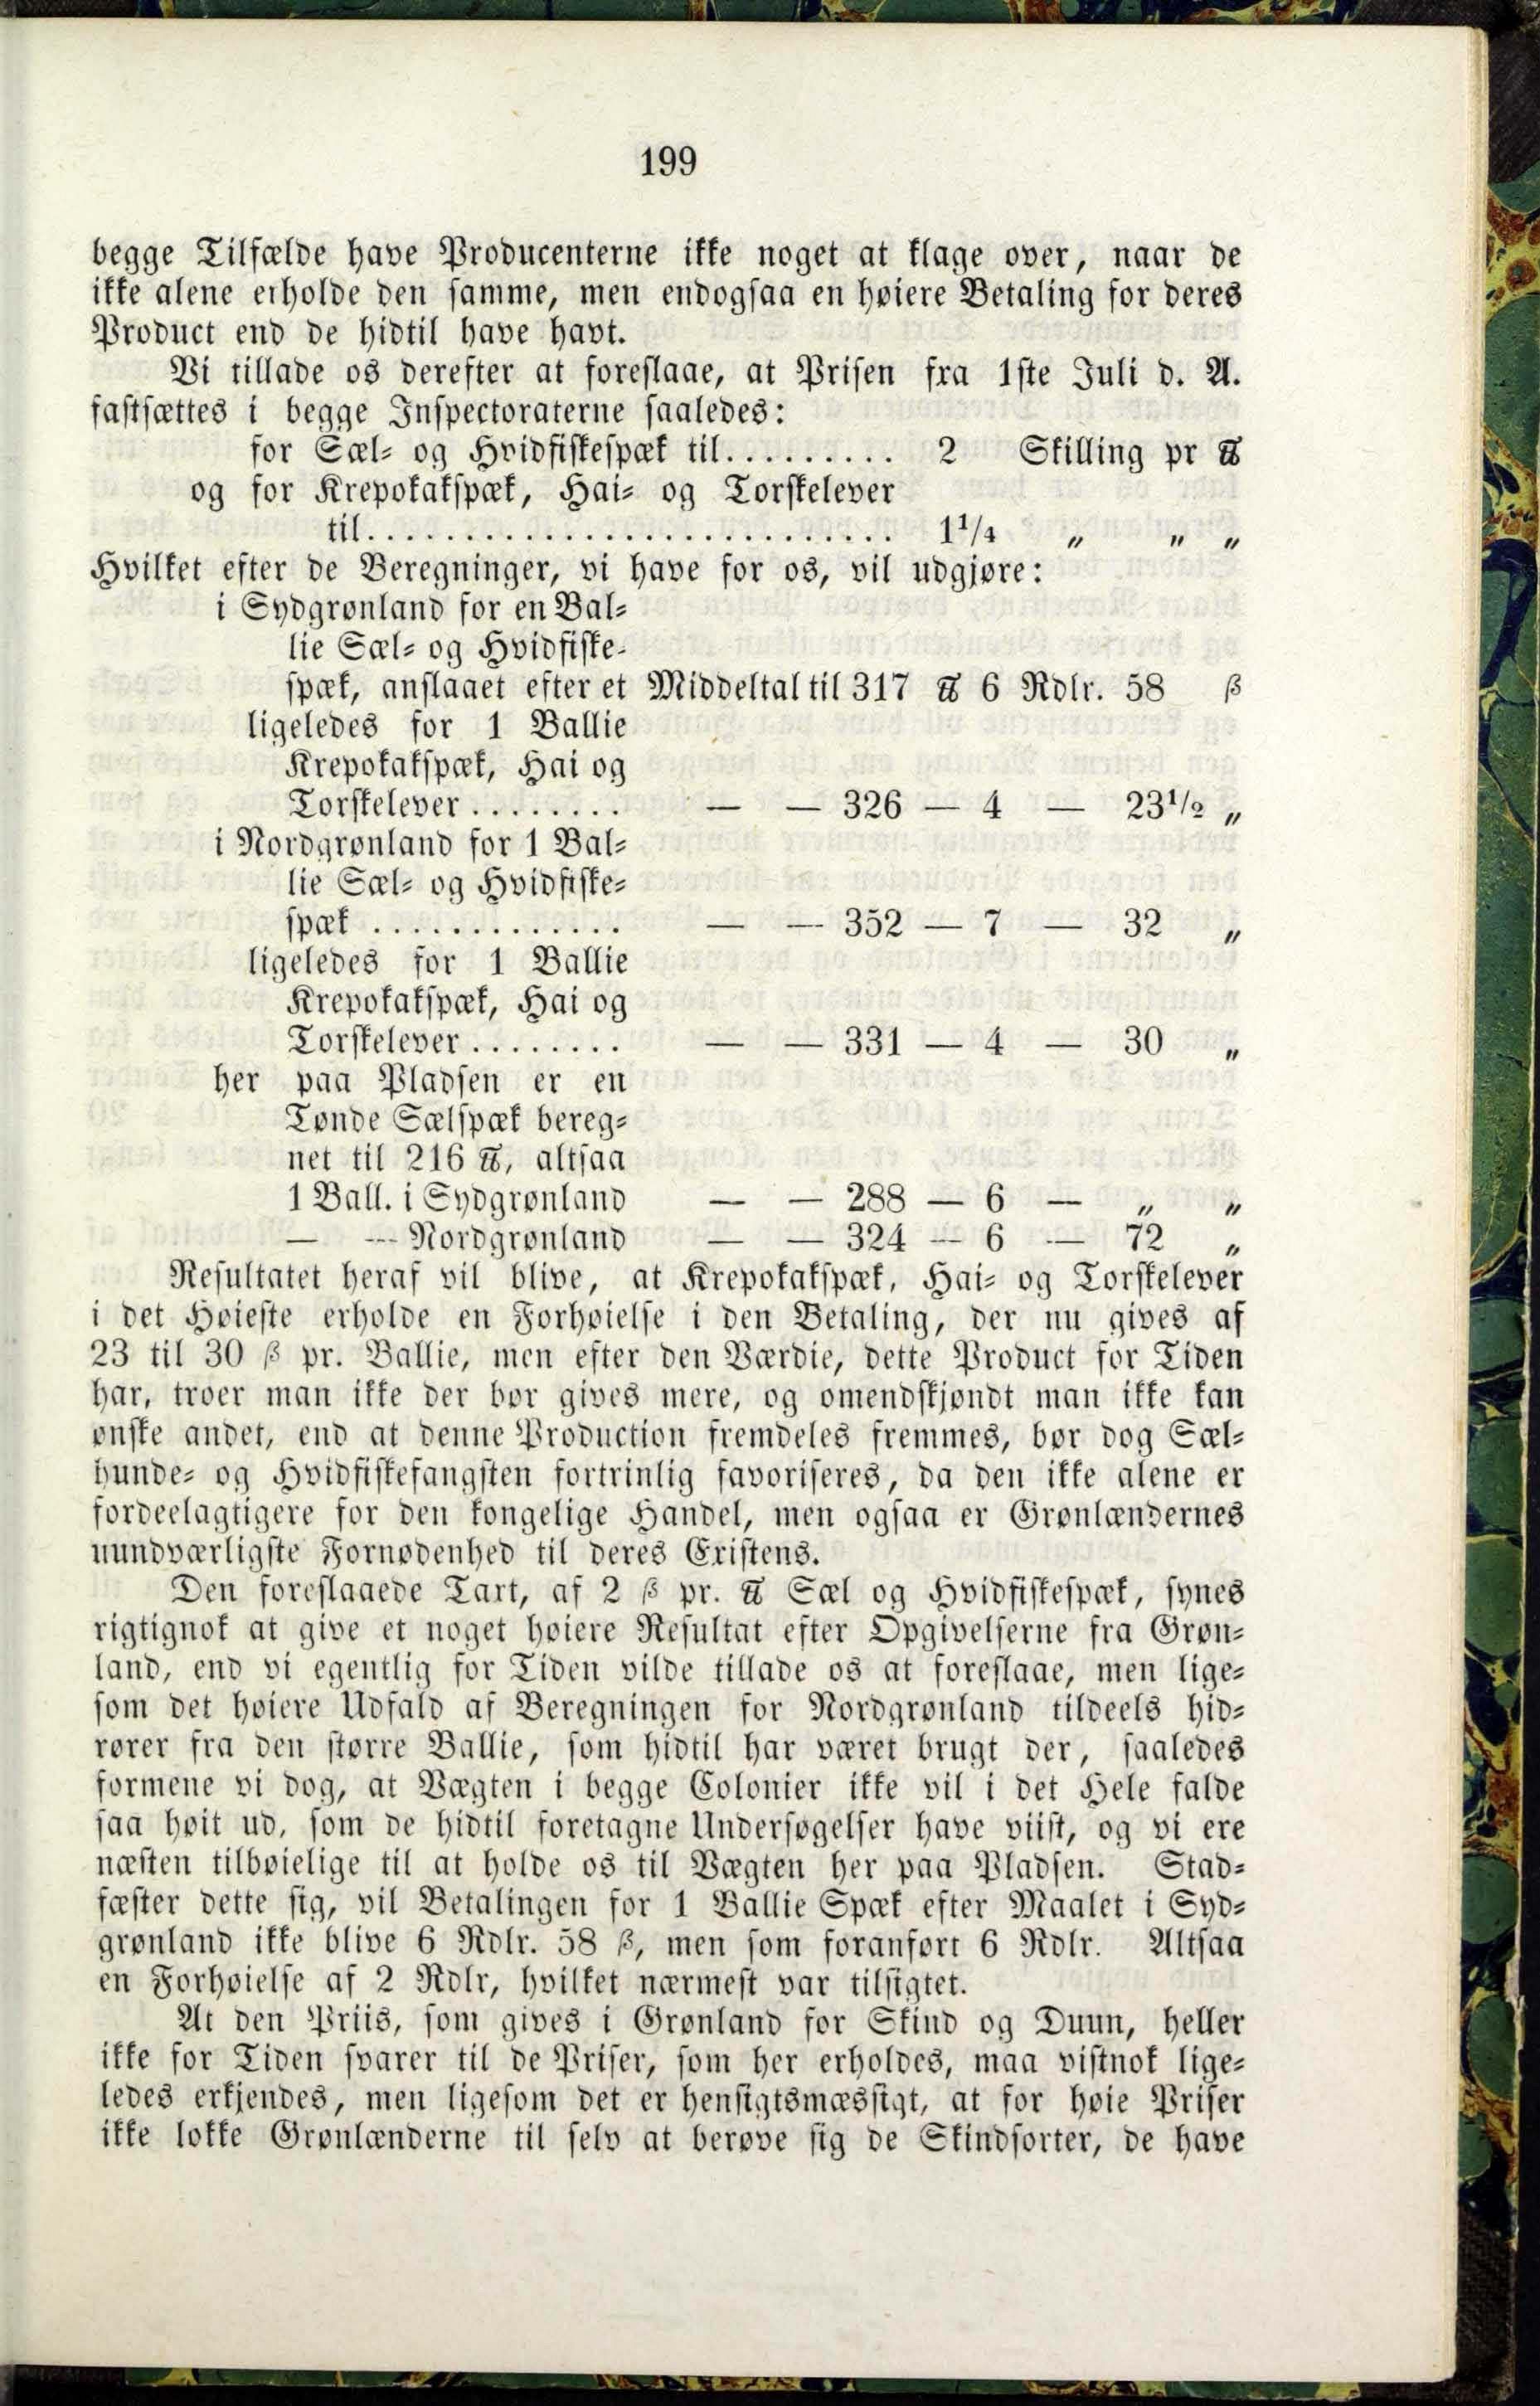 199
begge Tilfælde have Producenterne ikke noget at klage over, naar de
ikke alene erholde den samme, men endogsaa en høiere Betaling for deres
Product end de hidtil have havt.
Vi tillade os derefter at foreslaae, at Prisen fra 1ste Juli d. A.
fastsættes i begge Inspectoraterne saaledes:
for Sæl- og Hvidfiskespæk til......... 2 Skilling pr ℔
og for Krepokakspæk, Hai- og Torskelever
til........................... 1¼ „ „ „
Hvilket efter de Beregninger, vi have for os, vil udgjøre:
i Sydgrønland for en Bal-
lie Sæl- og Hvidfiske-
spæk, anslaaet efter et Middeltal til 317 ℔ 6 Rdlr. 58 ß
ligeledes for 1 Ballie
Krepokakspæk, Hai og
Torskelever ........ — — 326 — 4 — 23½ „
i Nordgrønland for 1 Bal-
lie Sæl- og Hvidfiske-
spæk ............. — — 352 — 7 — 32 „
ligeledes for 1 Ballie
Krepokakspæk, Hai og
Torskelever ........ — — 331 — 4 — 30 „
her paa Pladsen er en
Tønde Sælspæk bereg-
net til 216 ℔, altsaa
1 Ball. i Sydgrønland — — 288 — 6 — „ „
— — Nordgrønland — — 324 — 6 — 72 „
Resultatet heraf vil blive, at Krepokakspæk, Hai- og Torskelever
i det Høieste erholde en Forhøielse i den Betaling, der nu gives af
23 til 30 ß pr. Ballie, men efter den Værdie, dette Product for Tiden
har, troer man ikke der bør gives mere, og omendskjøndt man ikke kan
ønske andet, end at denne Production fremdeles fremmes, bør dog Sæl-
hunde- og Hvidfiskefangsten fortrinlig favoriseres, da den ikke alene er
fordeelagtigere for den kongelige Handel, men ogsaa er Grønlændernes
uundværligste Fornødenhed til deres Existens.
Den foreslaaede Taxt, af 2 ß pr. ℔ Sæl og Hvidfiskespæk, synes
rigtignok at give et noget høiere Resultat efter Opgivelserne fra Grøn-
land, end vi egentlig for Tiden vilde tillade os at foreslaae, men lige-
som det høiere Udfald af Beregningen for Nordgrønland tildeels hid-
rører fra den større Ballie, som hidtil har været brugt der, saaledes
formene vi dog, at Vægten i begge Colonier ikke vil i det Hele falde
saa høit ud, som de hidtil foretagne Undersøgelser have viist, og vi ere
næsten tilbøielige til at holde os til Vægten her paa Pladsen. Stad-
fæster dette sig, vil Betalingen for 1 Ballie Spæk efter Maalet i Syd-
grønland ikke blive 6 Rdlr. 58 ß, men som foranført 6 Rdlr. Altsaa
en Forhøielse af 2 Rdlr, hvilket nærmest var tilsigtet.
At den Priis, som gives i Grønland for Skind og Duun, heller
ikke for Tiden svarer til de Priser, som her erholdes, maa vistnok lige-
ledes erkjendes, men ligesom det er hensigtsmæssigt, at for høie Priser
ikke lokke Grønlænderne til selv at berøve sig de Skindsorter, de have